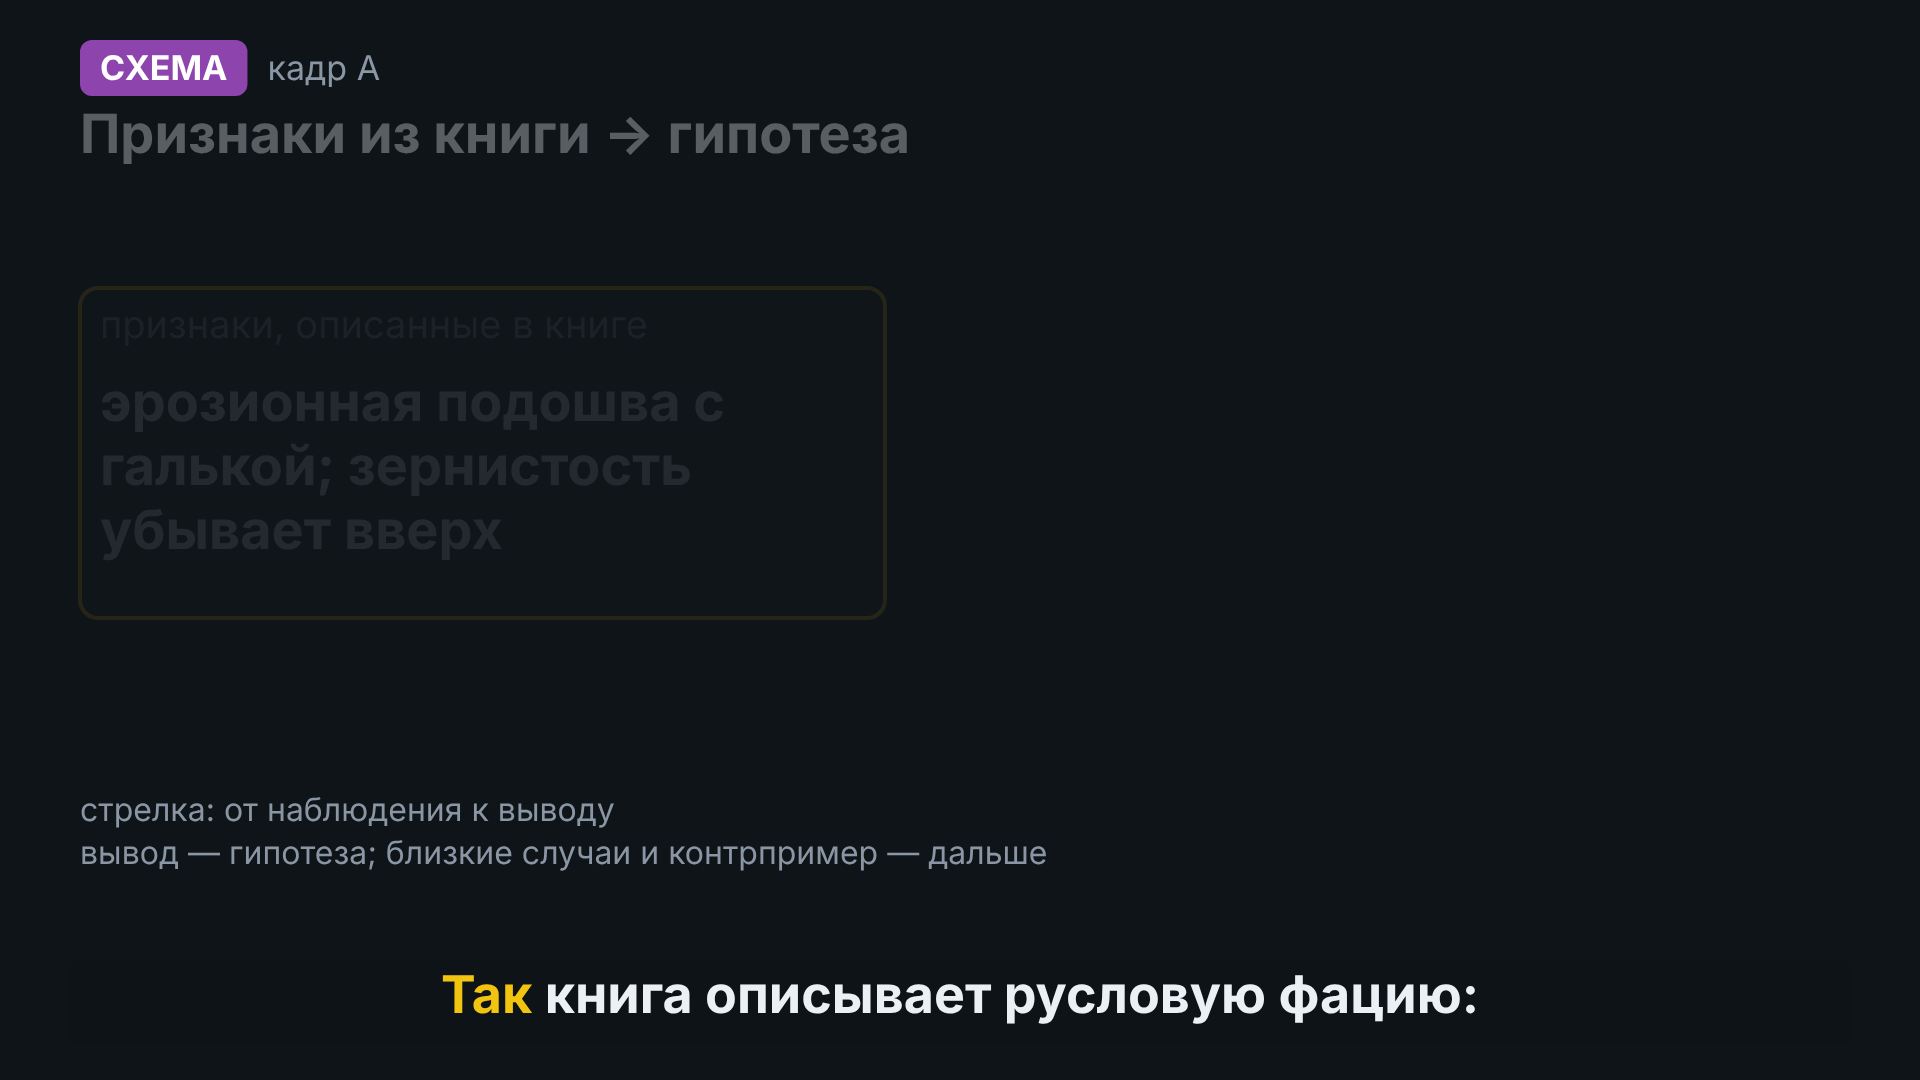 СХЕМА кадр А
Признаки из книги → гипотеза
признаки, описанные в книге
эрозионная подошва с
галькой; зернистость
убывает вверх
стрелка: от наблюдения к выводу
вывод — гипотеза; близкие случаи и контрпример — дальше
Так книга описывает русловую фацию: